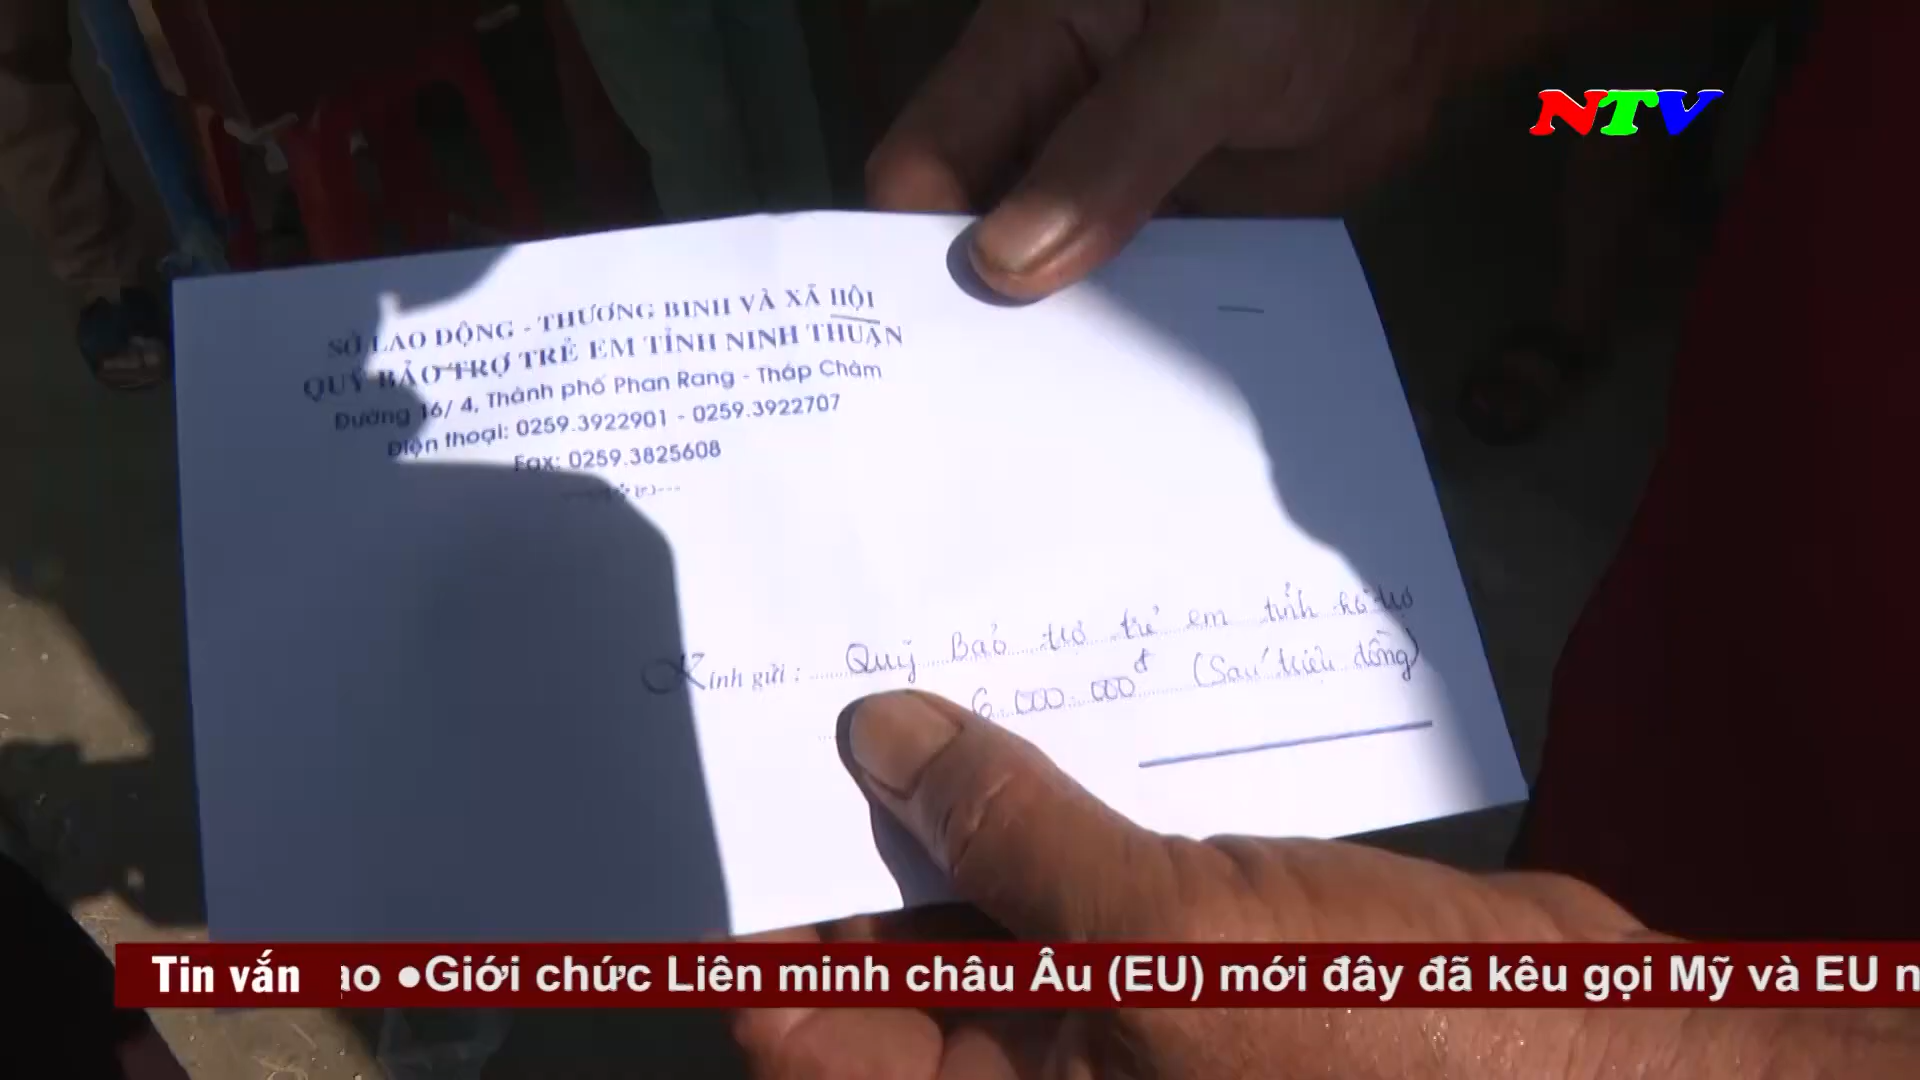 NTV
SỞ LAO ĐỘNG - THƯƠNG BINH VÀ XÃ HỘI
QUỸ BẢO TRỢ TRẺ EM TỈNH NINH THUẬN
Đường 16/ 4, Thành phố Phan Rang - Tháp Chàm
Điện thoại: 0259.3922901 - 0259.3922707
Fax: 0259.3825608
Kính gửi : Quỹ Bảo trợ trẻ em tỉnh hỗ trợ
6.000.000đ (Sáu triệu đồng)
Tin vắn ao ●Giới chức Liên minh châu Âu (EU) mới đây đã kêu gọi Mỹ và EU n